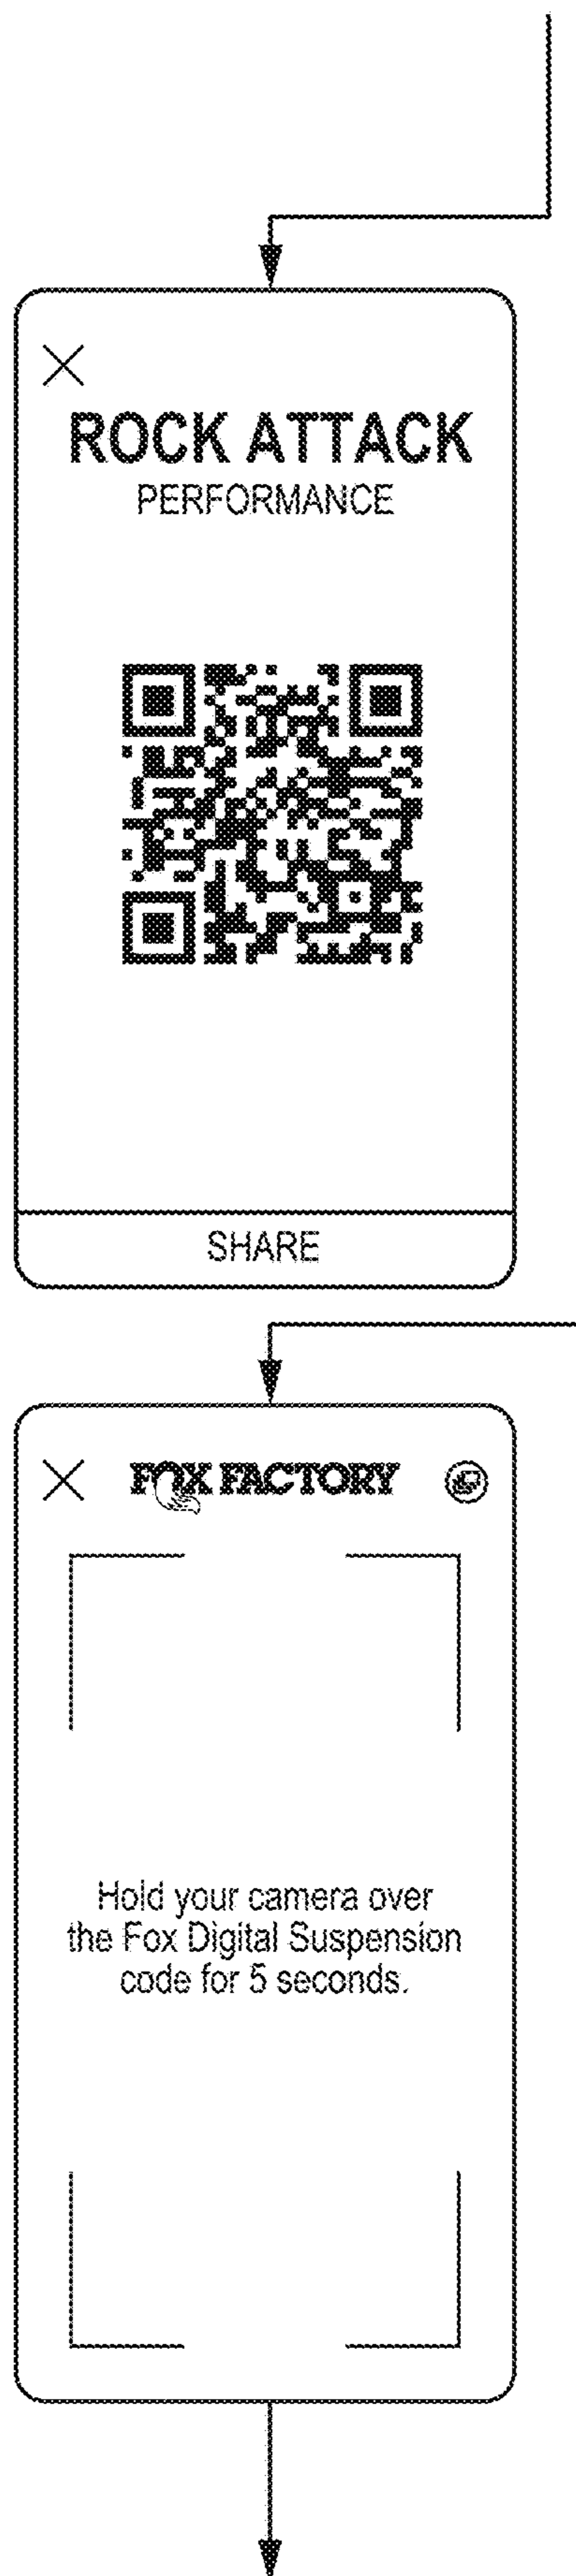 ROCK ATTACK
PERFORMANCE
SHARE
FOX FACTORY
Hold your camera over
the Fox Digital Suspension
code for 5 seconds.